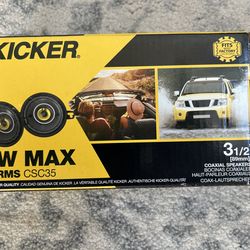 KICKER
FITS
FACTORY
W MAX
RMS CSC35
3 1/2"
[89mm]
COAXIAL SPEAKERS
BOCINAS COAXIALES
HAUT-PARLEUR COAXIAUX
COAX-LAUTSPRECHER
QUALITY CALIDAD GENUINA DE KICKER LA VÉRITABLE QUALITÉ KICKER AUTHENTISCHE KICKER-QUALITÄT